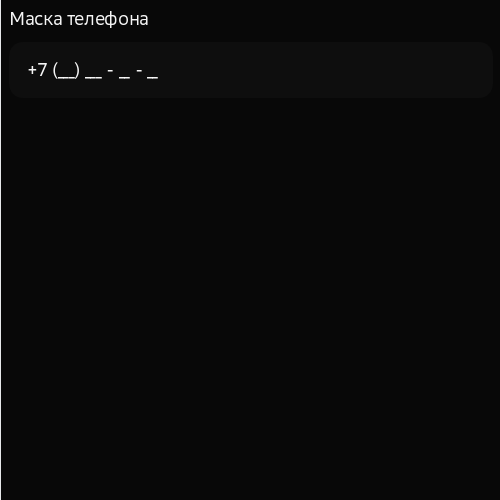 Маска телефона
+7 (__) __ - _ - _